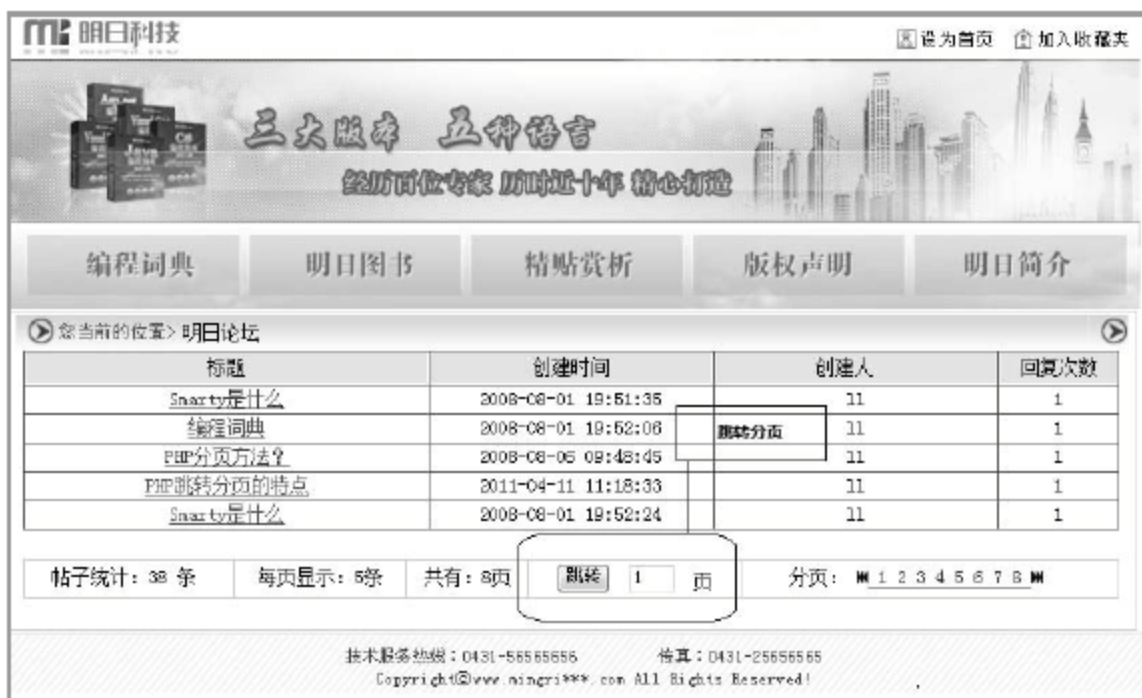 明日科技
设为首页 加入收藏夹
三大版本 五种语言
经历百位专家 历时近十年 精心打造
编程词典 明日图书 精贴赏析 版权声明 明日简介
您当前的位置> 明日论坛
标题 创建时间 创建人 回复次数
Smarty是什么 2008-08-01 19:51:35 ll 1
编程词典 2008-08-01 19:52:06 ll 1
跳转分页
PHP分页方法? 2008-08-05 09:48:45 ll 1
PHP跳转分页的特点 2011-04-11 11:18:33 ll 1
Smarty是什么 2008-08-01 19:52:24 ll 1
帖子统计: 38 条 每页显示: 5条 共有: 8页 跳转 1 页 分页: 1 2 3 4 5 6 7 8
技术服务热线:0431-56565656 传真:0431-25656565
Copyright©www.mingri***.com All Rights Reserved!